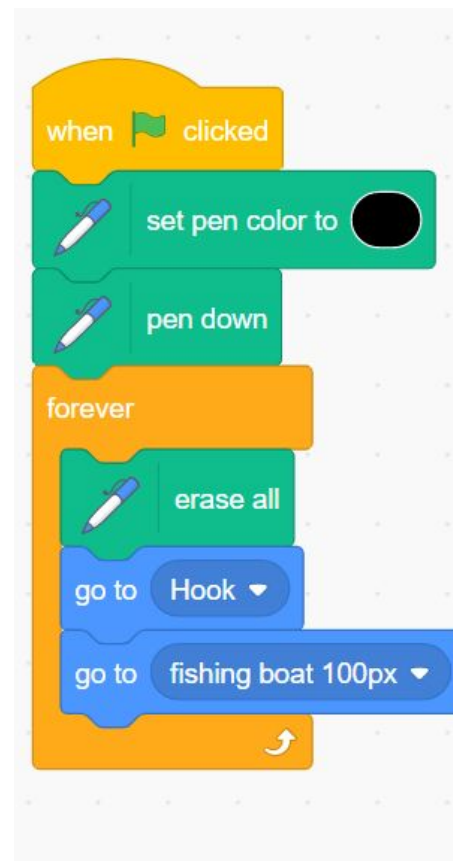 when clicked
set pen color to
pen down
forever
erase all
go to Hook
go to fishing boat 100px